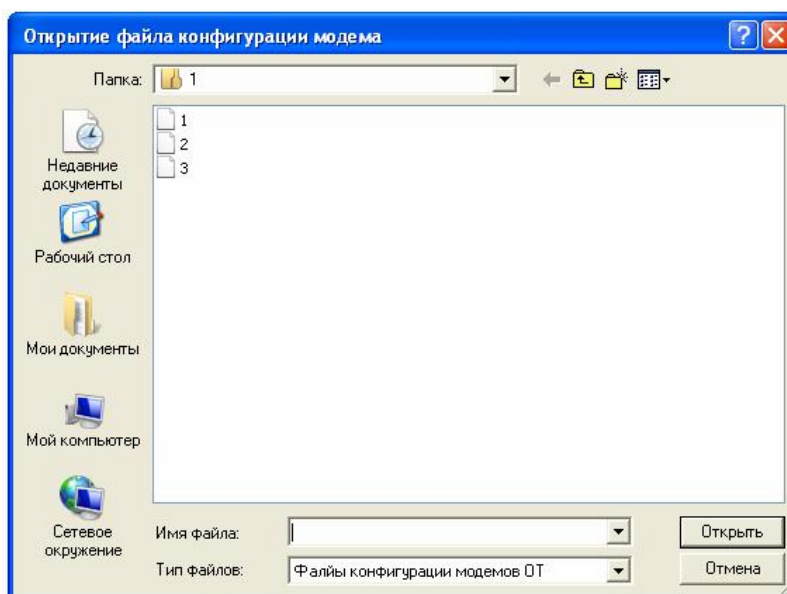 Открытие файла конфигурации модема
Папка: 1
1
2
3
Недавние
документы
Рабочий стол
Мои документы
Мой компьютер
Сетевое
окружение
Имя файла:
Открыть
Тип файлов: Фалйы конфигурации модемов ОТ
Отмена